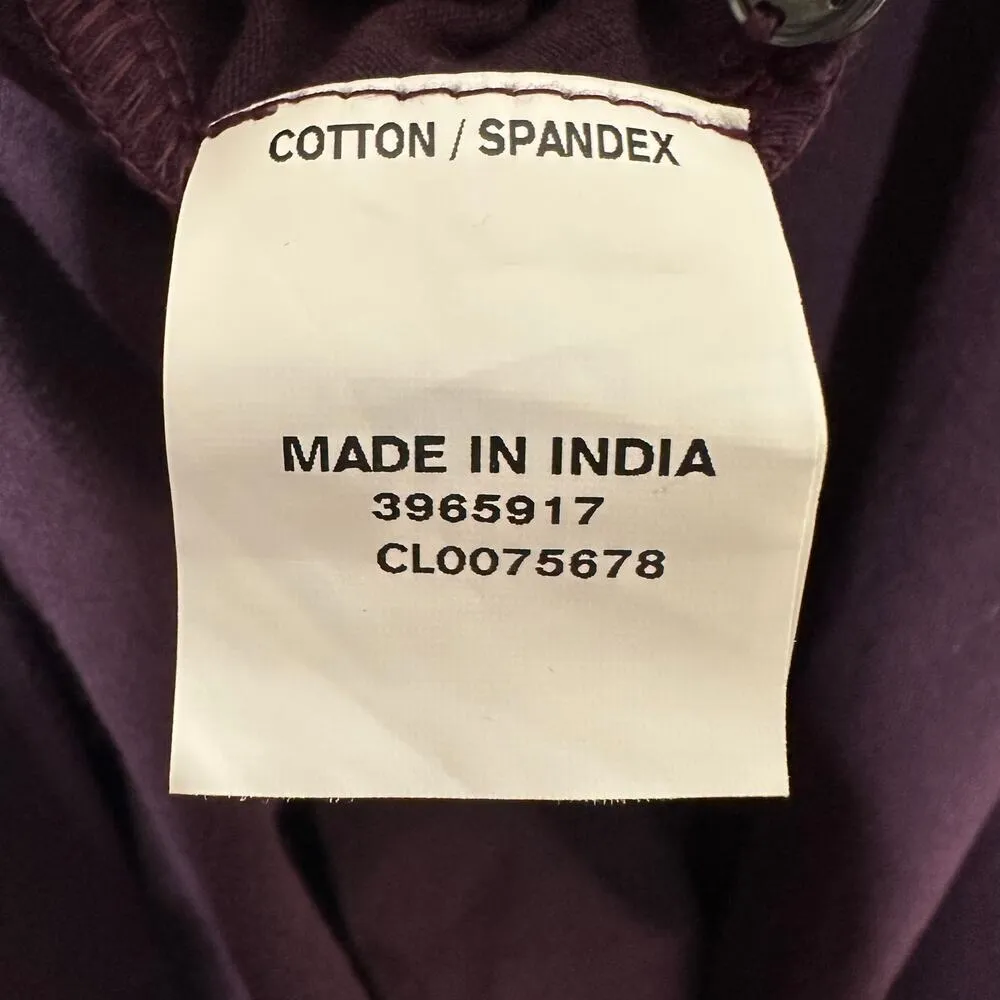 COTTON / SPANDEX
MADE IN INDIA
3965917
CL0075678